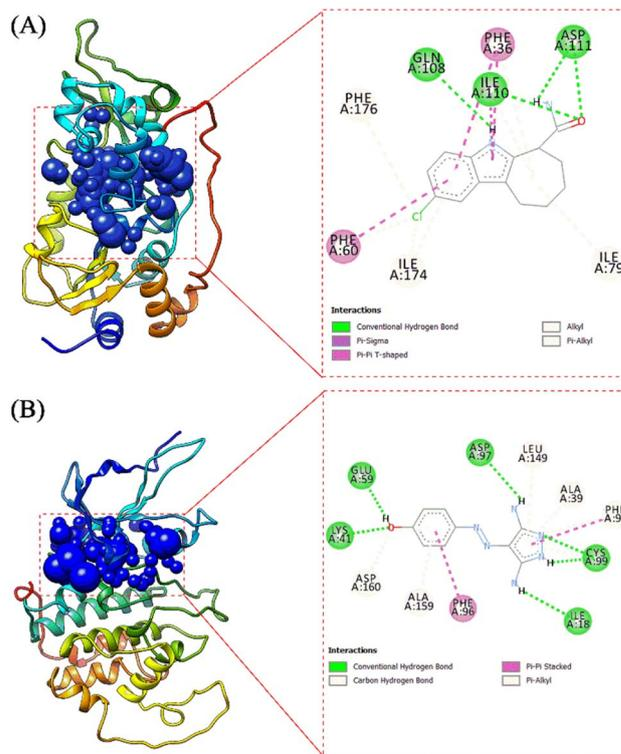 (A)
PHE
A:36
ASP
A:111
GLN
A:108
ILE
A:110
PHE
A:176
H
N
O
H
N
Cl
PHE
A:60
ILE
A:174
ILE
A:79
Interactions
Conventional Hydrogen Bond
Pi-Sigma
Pi-Pi T-shaped
Alkyl
Pi-Alkyl
(B)
ASP
A:97
LEU
A:149
GLU
A:59
ALA
A:39
H
N
PHE
A:9
LYS
A:41
H
O
N
N
N
N
H
CYS
A:99
ASP
A:160
ALA
A:159
PHE
A:96
N
H
ILE
A:18
Interactions
Conventional Hydrogen Bond
Carbon Hydrogen Bond
Pi-Pi Stacked
Pi-Alkyl